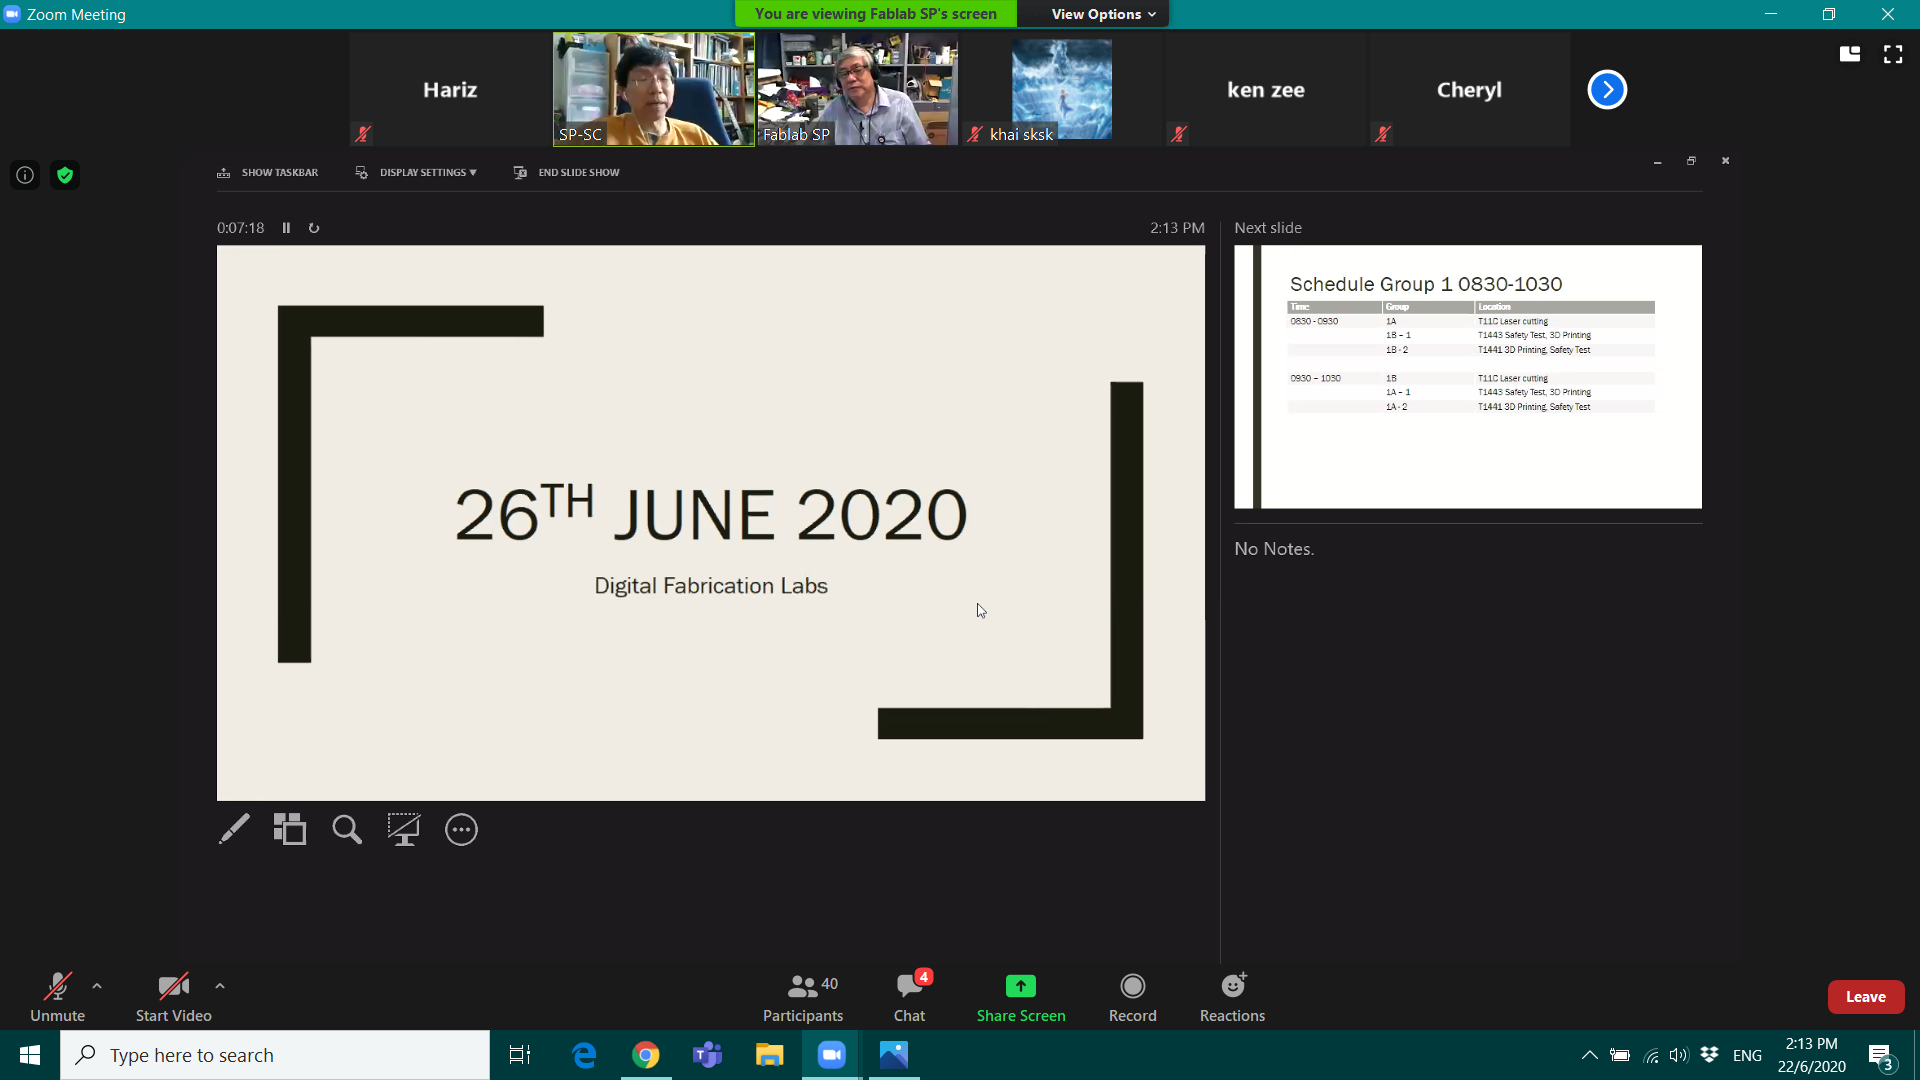 Zoom Meeting
You are viewing Fablab SP's screen
View Options
Hariz
SP-SC
Fablab SP
khai sksk
ken zee
Cheryl
SHOW TASKBAR
DISPLAY SETTINGS
END SLIDE SHOW
0:07:18
2:13 PM
Next slide
26TH JUNE 2020
Digital Fabrication Labs
Schedule Group 1 0830-1030
Time Group Location
0830 - 0930 1A T11C Laser cutting
1B – 1 T1443 Safety Test, 3D Printing
1B - 2 T1441 3D Printing, Safety Test
0930 – 1030 1B T11C Laser cutting
1A – 1 T1443 Safety Test, 3D Printing
1A - 2 T1441 3D Printing, Safety Test
No Notes.
Unmute
Start Video
Participants 40
Chat 4
Share Screen
Record
Reactions
Leave
Type here to search
ENG
2:13 PM
22/6/2020
3